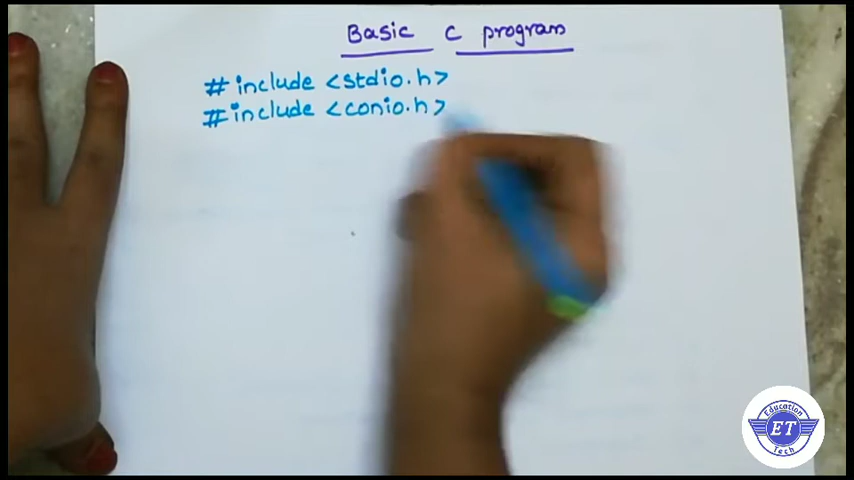 Basic c program
#include <stdio.h>
#include <conio.h>
Education
ET
Tech